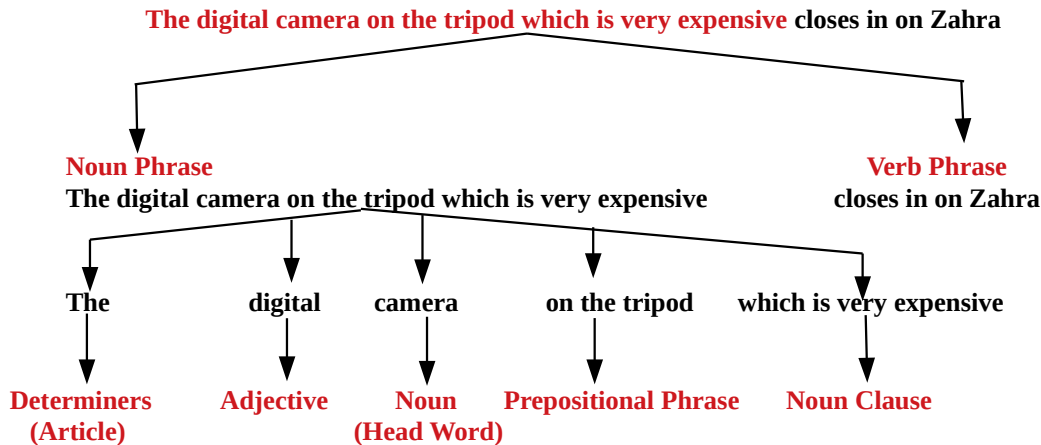 The digital camera on the tripod which is very expensive closes in on Zahra
Noun Phrase
Verb Phrase
The digital camera on the tripod which is very expensive
closes in on Zahra
The
digital
camera
on the tripod
which is very expensive
Determiners
(Article)
Adjective
Noun
(Head Word)
Prepositional Phrase
Noun Clause